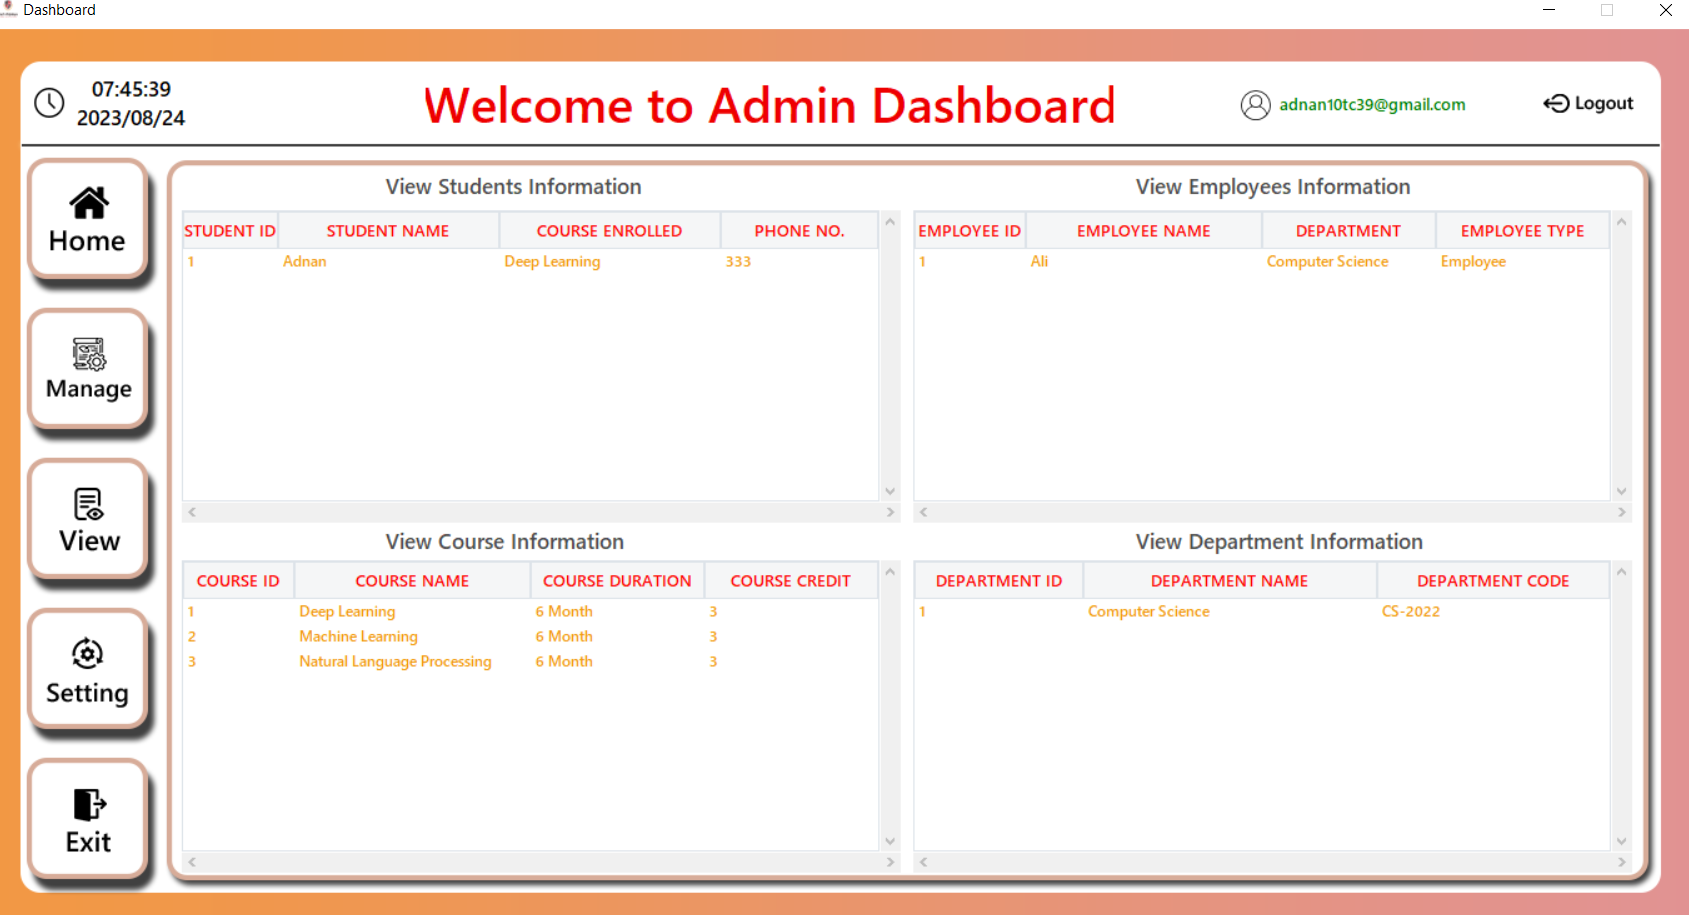 Dashboard
07:45:39
2023/08/24
Welcome to Admin Dashboard
adnan10tc39@gmail.com
Logout
Home
Manage
View
Setting
Exit
View Students Information
STUDENT ID STUDENT NAME COURSE ENROLLED PHONE NO.
1 Adnan Deep Learning 333
View Employees Information
EMPLOYEE ID EMPLOYEE NAME DEPARTMENT EMPLOYEE TYPE
1 Ali Computer Science Employee
View Course Information
COURSE ID COURSE NAME COURSE DURATION COURSE CREDIT
1 Deep Learning 6 Month 3
2 Machine Learning 6 Month 3
3 Natural Language Processing 6 Month 3
View Department Information
DEPARTMENT ID DEPARTMENT NAME DEPARTMENT CODE
1 Computer Science CS-2022